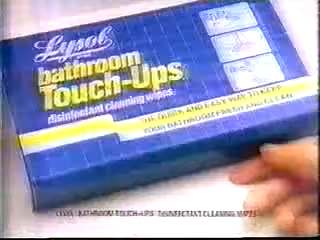 Lysol
bathroom
Touch-Ups
disinfectant cleaning wipes
THE QUICK AND EASY WAY TO KEEP
YOUR BATHROOM FRESH AND CLEAN
LYSOL BATHROOM TOUCH-UPS DISINFECTANT CLEANING WIPES